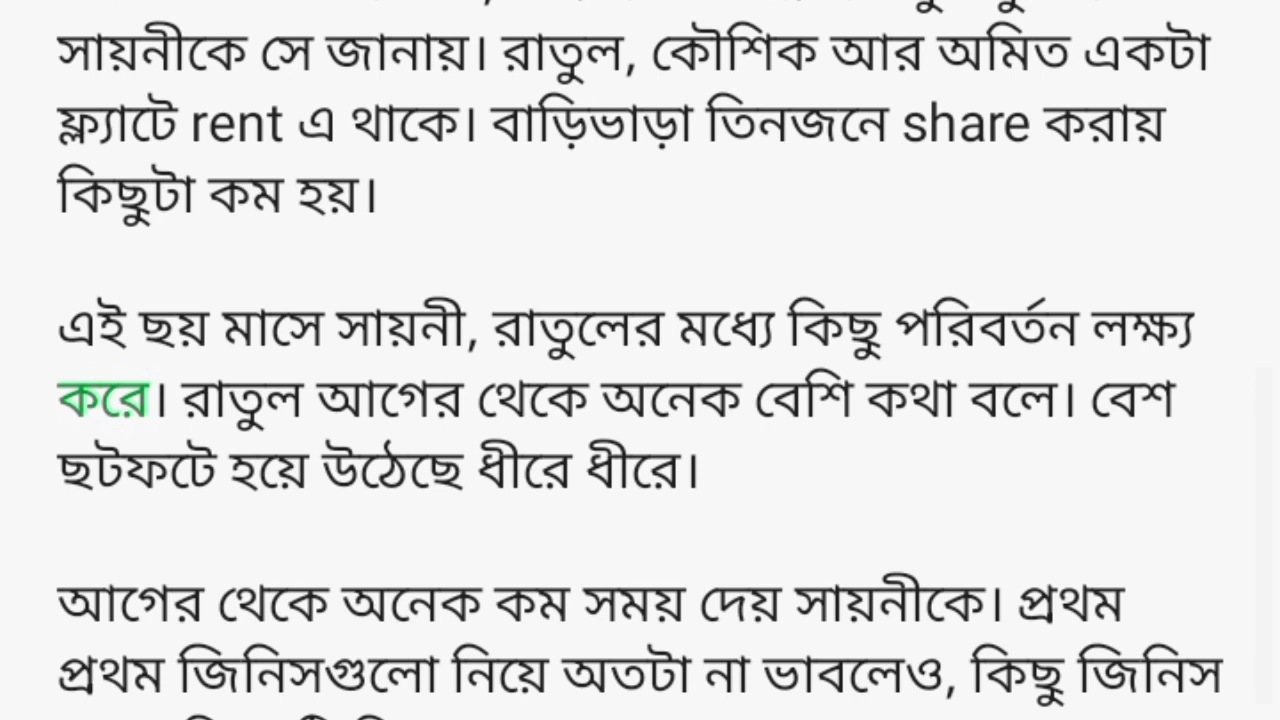 সায়নীকে সে জানায়। রাতুল, কৌশিক আর অমিত একটা
ফ্ল্যাটে rent এ থাকে। বাড়িভাড়া তিনজনে share করায়
কিছুটা কম হয়।
এই ছয় মাসে সায়নী, রাতুলের মধ্যে কিছু পরিবর্তন লক্ষ্য
করে। রাতুল আগের থেকে অনেক বেশি কথা বলে। বেশ
ছটফটে হয়ে উঠেছে ধীরে ধীরে।
আগের থেকে অনেক কম সময় দেয় সায়নীকে। প্রথম
প্রথম জিনিসগুলো নিয়ে অতটা না ভাবলেও, কিছু জিনিস